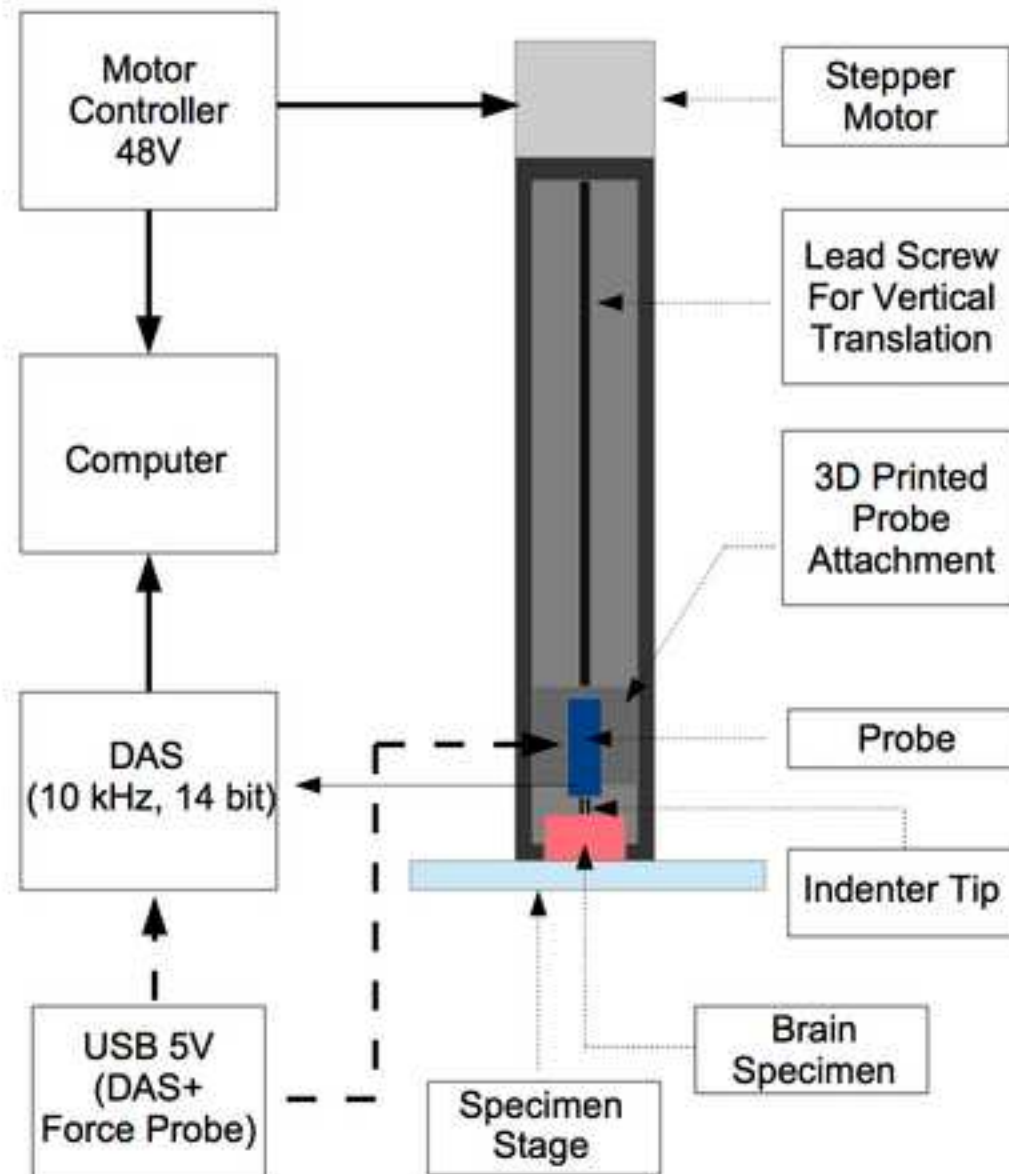 Motor
Controller
48V
Stepper
Motor
Lead Screw
For Vertical
Translation
Computer
3D Printed
Probe
Attachment
DAS
(10 kHz, 14 bit)
Probe
Indenter Tip
USB 5V
(DAS+
Force Probe)
Specimen
Stage
Brain
Specimen